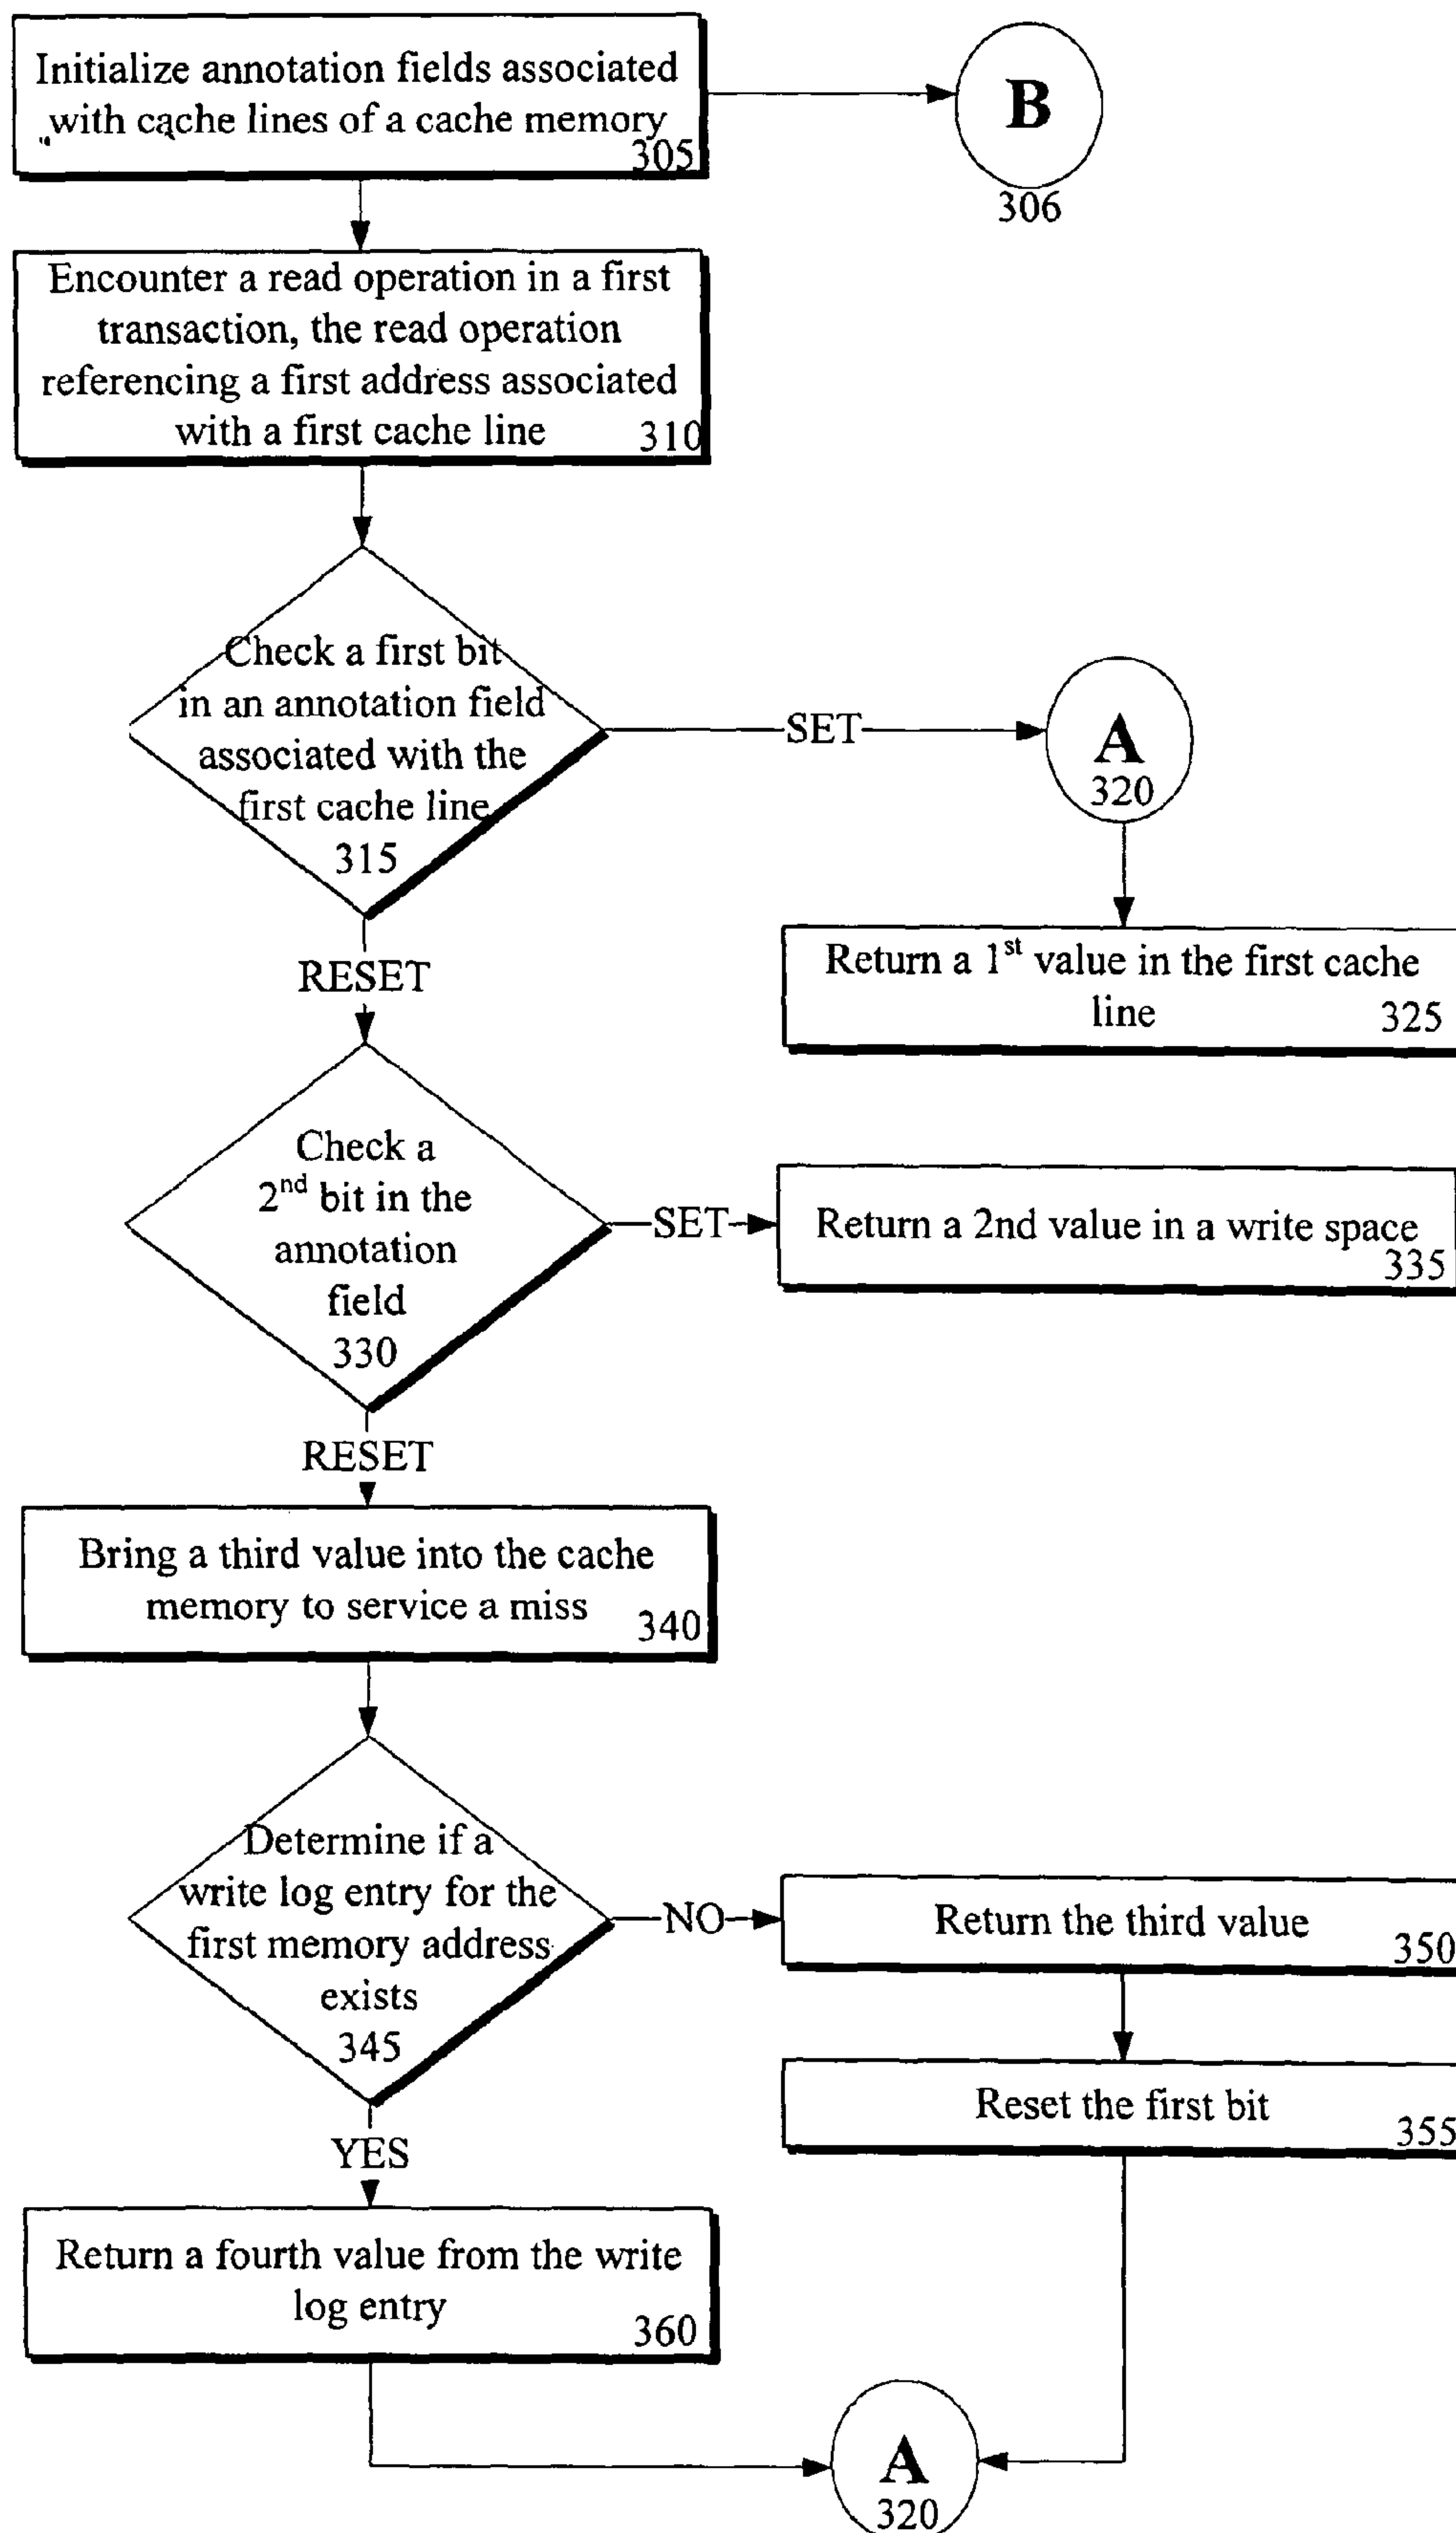 Initialize annotation fields associated
with cache lines of a cache memory
305
B
306
Encounter a read operation in a first
transaction, the read operation
referencing a first address associated
with a first cache line 310
Check a first bit
in an annotation field
associated with the
first cache line
315
SET
A
320
RESET
Return a 1st value in the first cache
line 325
Check a
2nd bit in the
annotation
field
330
SET
Return a 2nd value in a write space
335
RESET
Bring a third value into the cache
memory to service a miss 340
Determine if a
write log entry for the
first memory address
exists
345
NO
Return the third value
350
Reset the first bit
355
YES
Return a fourth value from the write
log entry 360
A
320